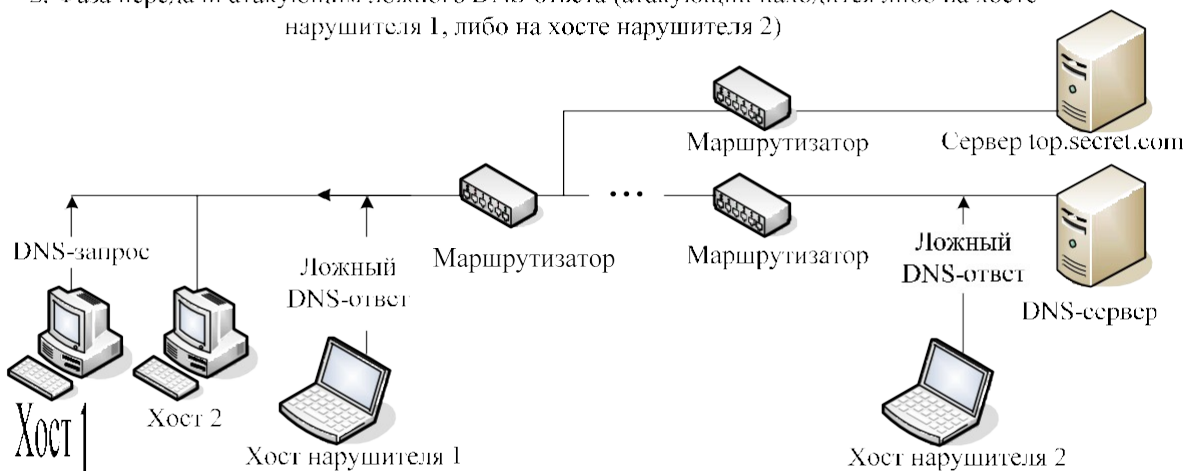 нарушителя 1, либо на хосте нарушителя 2)
Маршрутизатор
Сервер top.secret.com
DNS-запрос
Ложный
DNS-ответ
Маршрутизатор
...
Маршрутизатор
Ложный
DNS-ответ
DNS-сервер
Хост 1
Хост 2
Хост нарушителя 1
Хост нарушителя 2